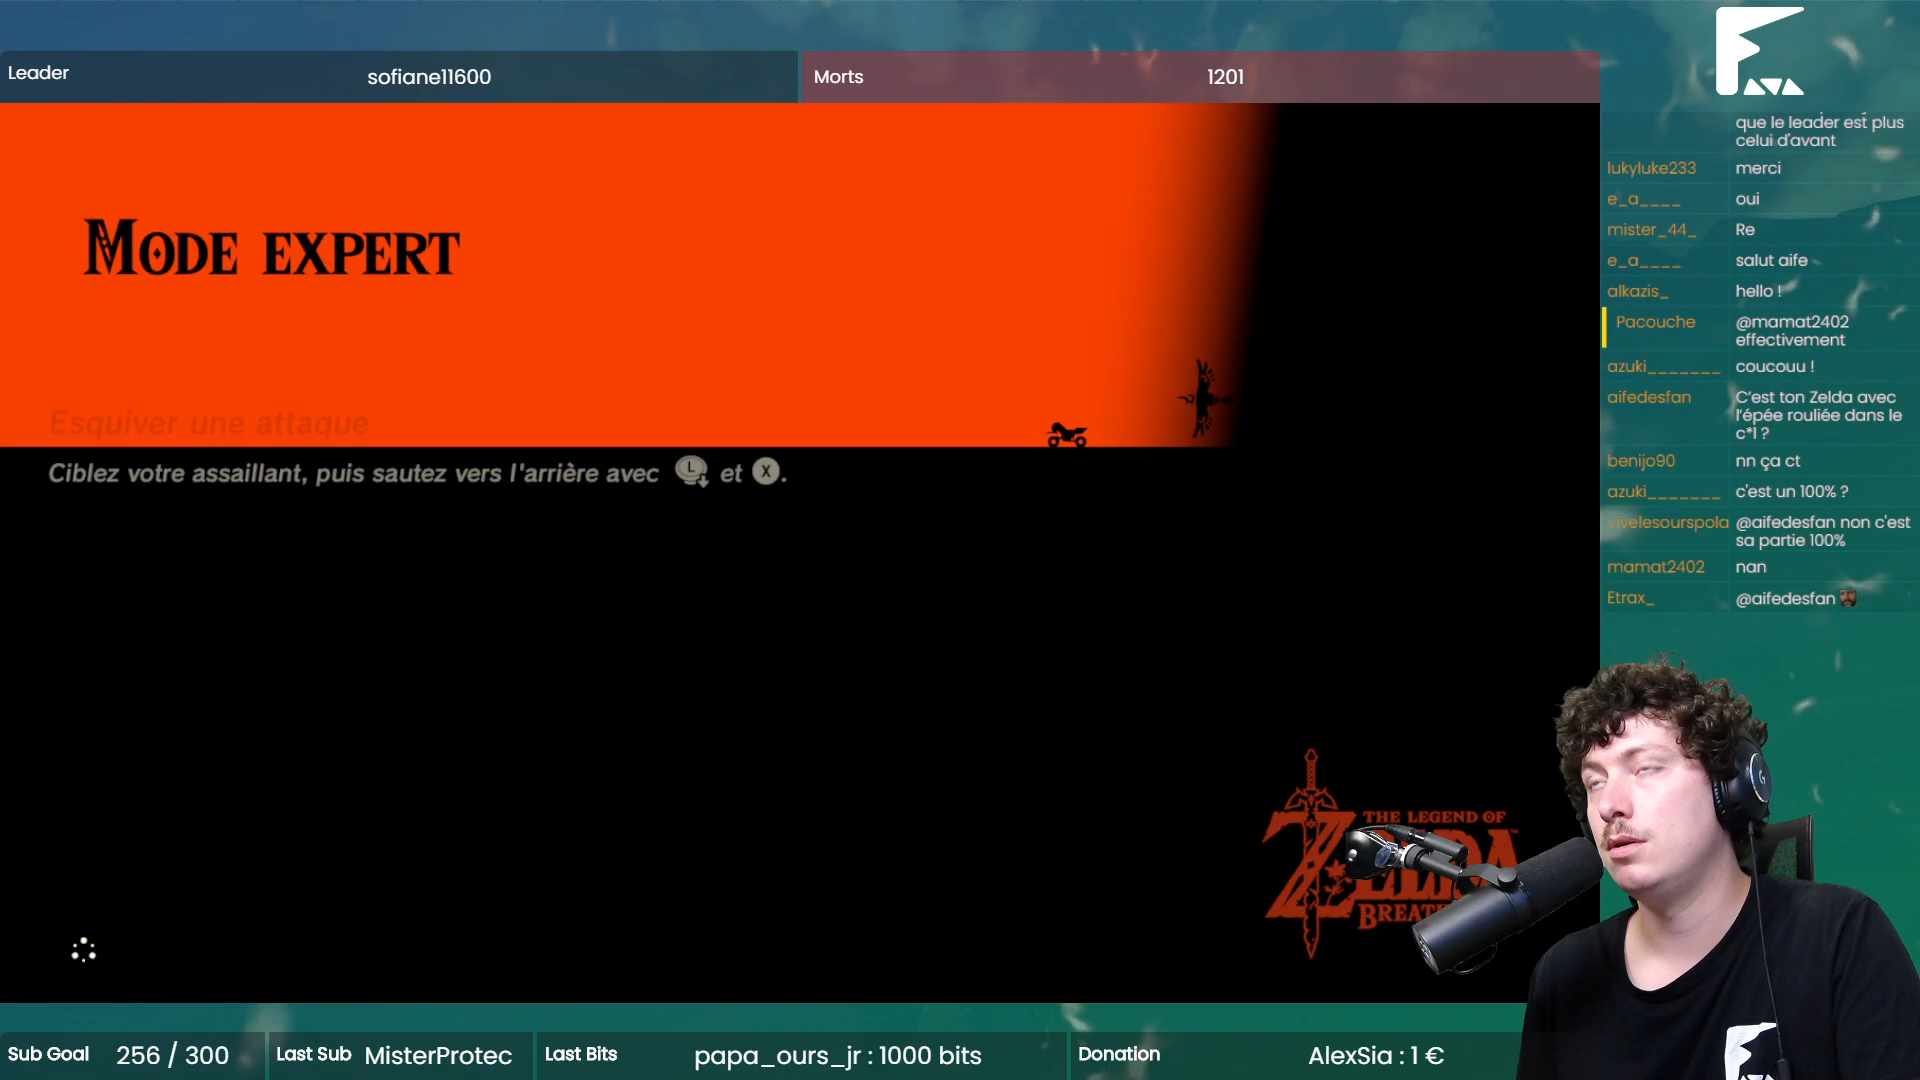 Leader
sofiane11600
Morts
1201
que le leader est plus
celui d'avant
lukyluke233 merci
e_a____ oui
mister_44_ Re
e_a____ salut aife
alkazis_ hello !
Pacouche @mamat2402
effectivement
azuki_______ coucouu !
aifedesfan C'est ton Zelda avec
l'épée rouliée dans le
c*l ?
benijo90 nn ça ct
azuki_______ c'est un 100% ?
vivelesourspola @aifedesfan non c'est
sa partie 100%
mamat2402 nan
Etrax_ @aifedesfan
Mode expert
Esquiver une attaque
Ciblez votre assaillant, puis sautez vers l'arrière avec L et X.
THE LEGEND OF
ZELDA
Sub Goal 256 / 300
Last Sub MisterProtec
Last Bits papa_ours_jr : 1000 bits
Donation AlexSia : 1 €